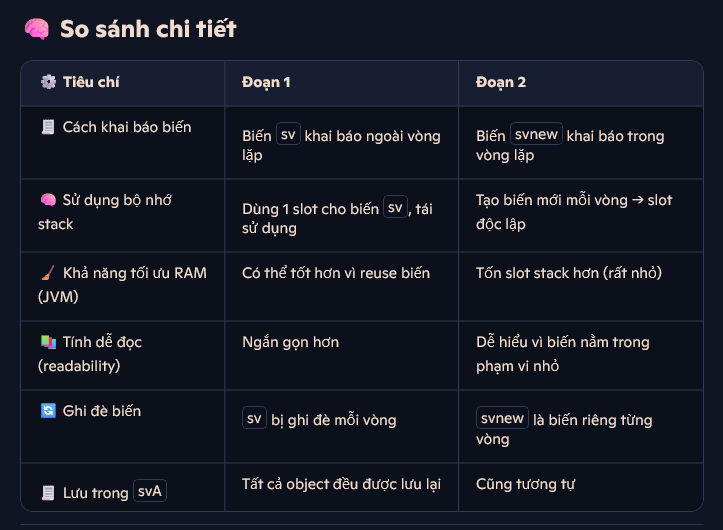 🧠 So sánh chi tiết
⚙️ Tiêu chí
Đoạn 1
Đoạn 2
🧾 Cách khai báo biến
Biến sv khai báo ngoài vòng
lặp
Biến svnew khai báo trong
vòng lặp
🧠 Sử dụng bộ nhớ
stack
Dùng 1 slot cho biến sv, tái
sử dụng
Tạo biến mới mỗi vòng → slot
độc lập
🧹 Khả năng tối ưu RAM
(JVM)
Có thể tốt hơn vì reuse biến
Tốn slot stack hơn (rất nhỏ)
📚 Tính dễ đọc
(readability)
Ngắn gọn hơn
Dễ hiểu vì biến nằm trong
phạm vi nhỏ
🔄 Ghi đè biến
sv bị ghi đè mỗi vòng
svnew là biến riêng từng
vòng
🧾 Lưu trong svA
Tất cả object đều được lưu lại
Cũng tương tự